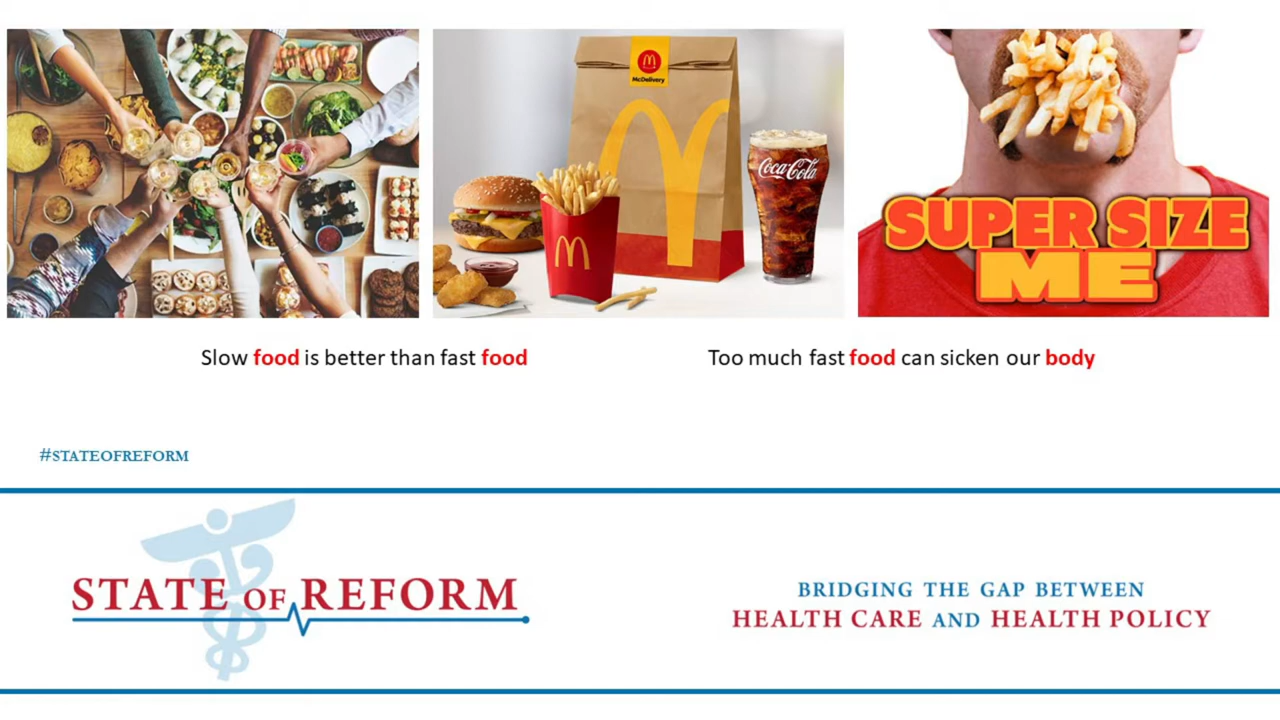 McDelivery
Coca-Cola
SUPER SIZE
ME
Slow food is better than fast food
Too much fast food can sicken our body
#STATEOFREFORM
STATE OF REFORM
BRIDGING THE GAP BETWEEN
HEALTH CARE AND HEALTH POLICY